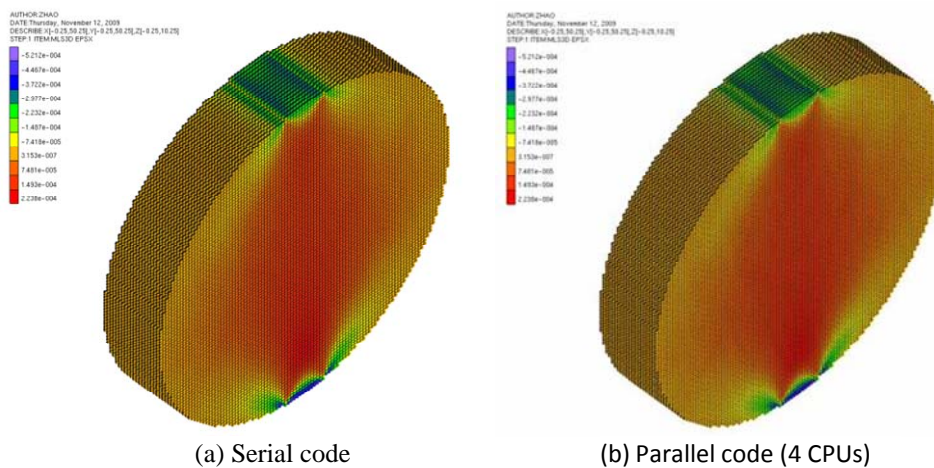 AUTHOR:ZHAO
DATE:Thursday, November 12, 2009
DESCRIBE:X[-0.25,50.25],Y[-0.25,50.25],Z[-0.25,10.25]
STEP:1 ITEM:MLS3D EPSX
-5.212e-004
-4.467e-004
-3.722e-004
-2.977e-004
-2.232e-004
-1.487e-004
-7.418e-005
3.153e-007
7.481e-005
1.493e-004
2.238e-004
(a) Serial code
AUTHOR:ZHAO
DATE:Thursday, November 12, 2009
DESCRIBE:X[-0.25,50.25],Y[-0.25,50.25],Z[-0.25,10.25]
STEP:1 ITEM:MLS3D EPSX
-5.212e-004
-4.467e-004
-3.722e-004
-2.977e-004
-2.232e-004
-1.487e-004
-7.418e-005
3.153e-007
7.481e-005
1.493e-004
2.238e-004
(b) Parallel code (4 CPUs)